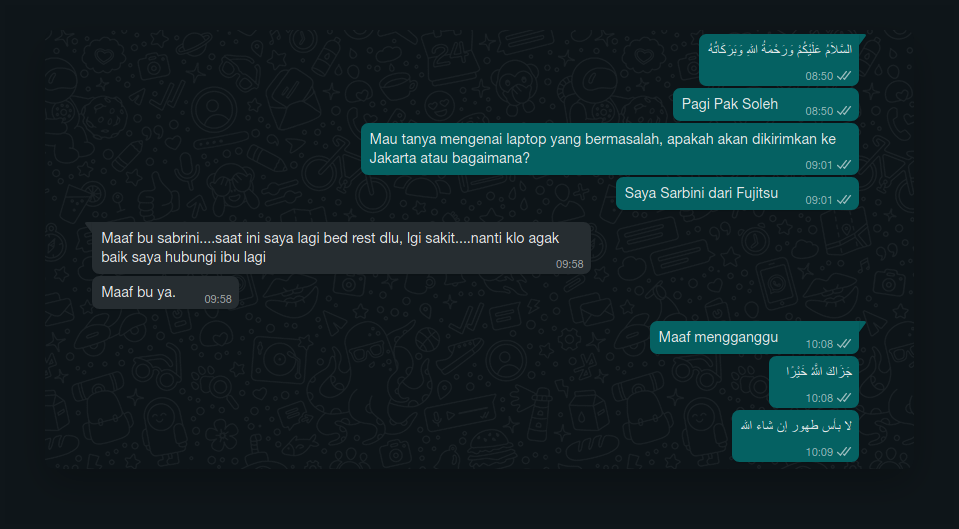 السَّلاَمُ عَلَيْكُمْ وَرَحْمَةُ اللهِ وَبَرَكَاتُهُ
08:50
Pagi Pak Soleh
08:50
Mau tanya mengenai laptop yang bermasalah, apakah akan dikirimkan ke
Jakarta atau bagaimana?
09:01
Saya Sarbini dari Fujitsu
09:01
Maaf bu sabrini....saat ini saya lagi bed rest dlu, lgi sakit....nanti klo agak
baik saya hubungi ibu lagi
09:58
Maaf bu ya.
09:58
Maaf mengganggu
10:08
جَزَاكَ اللَّهُ خَيْرًا
10:08
لا بأس طهور إن شاء الله
10:09